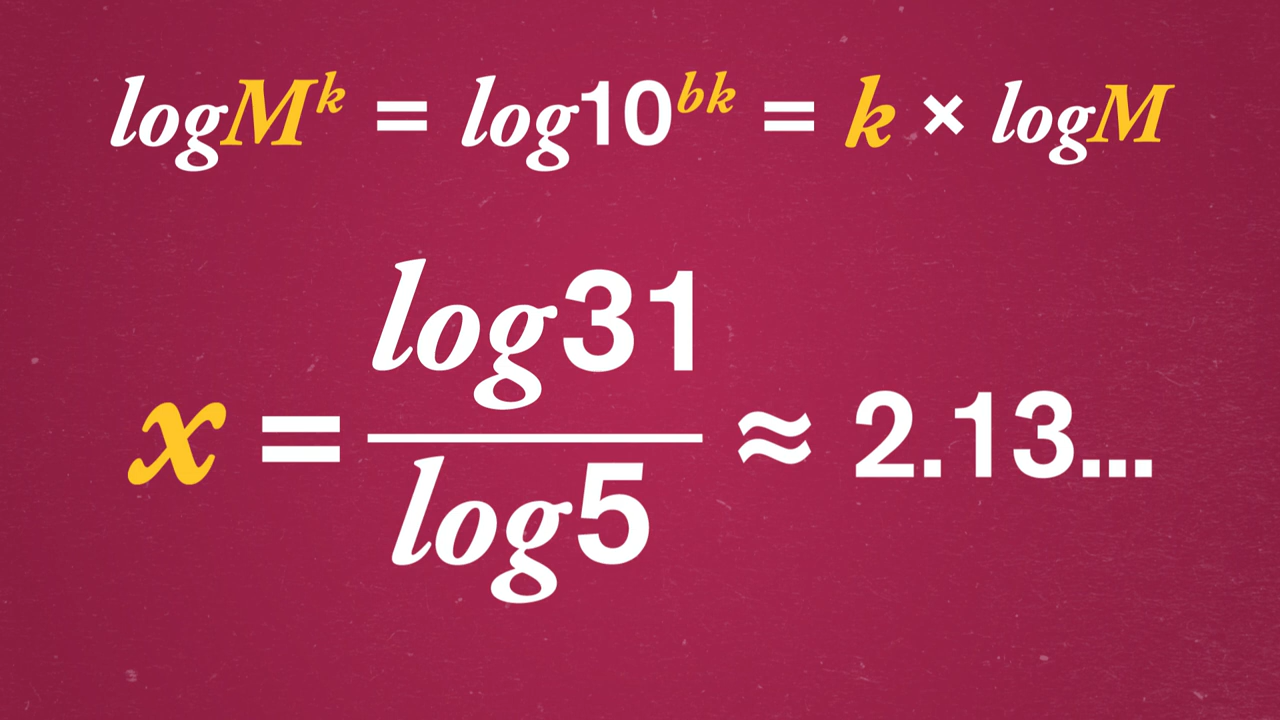 logMᵏ = log10ᵇᵏ = k × logM
x = log31 / log5 ≈ 2.13...